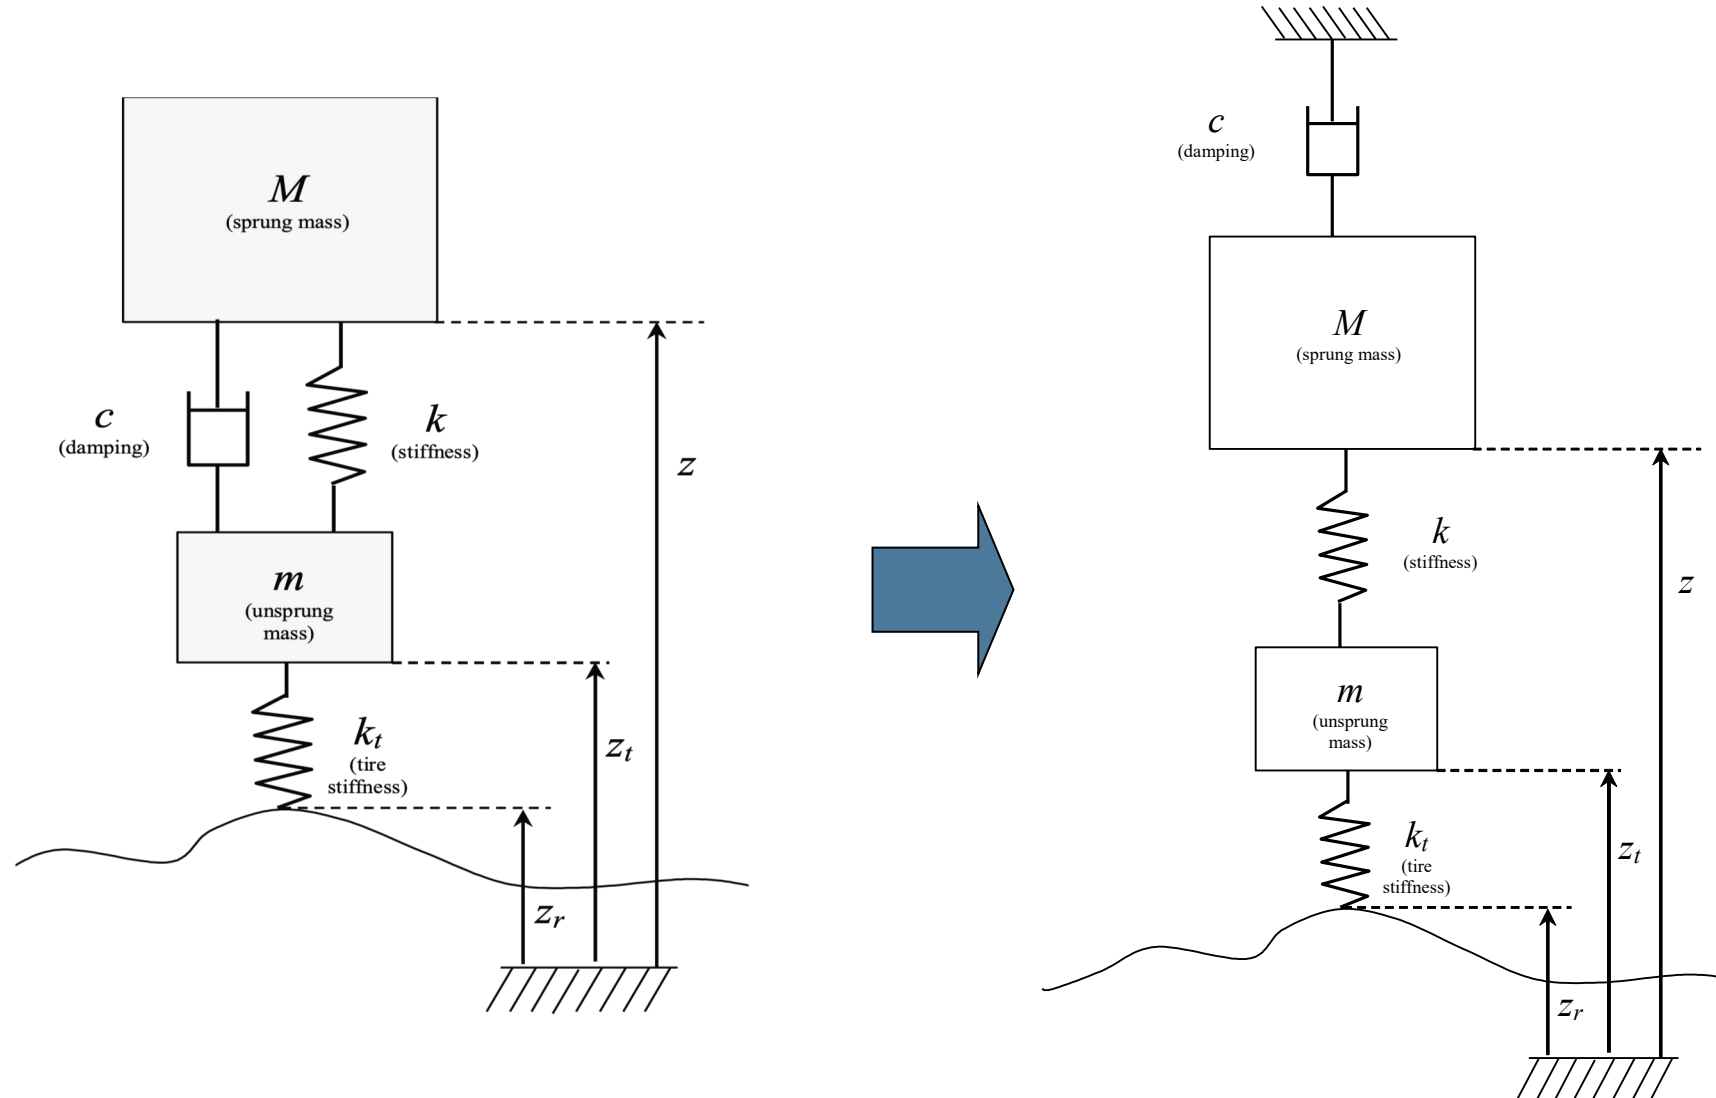 M
(sprung mass)
c
(damping)
k
(stiffness)
z
m
(unsprung
mass)
k_t
(tire
stiffness)
z_t
z_r
c
(damping)
M
(sprung mass)
k
(stiffness)
z
m
(unsprung
mass)
k_t
(tire
stiffness)
z_t
z_r